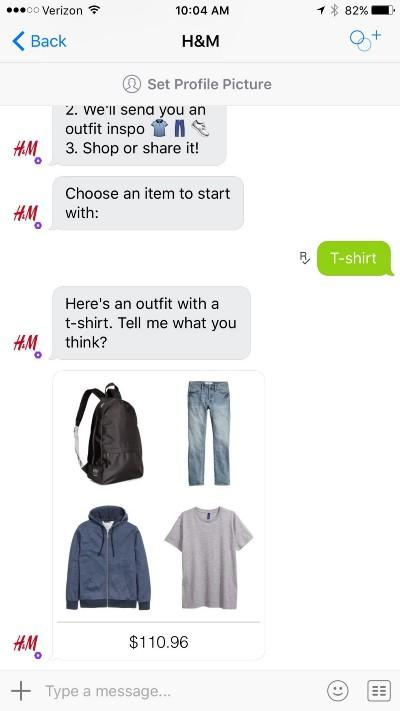 Verizon 10:04 AM 82%
Back H&M
Set Profile Picture
2. We'll send you an
outfit inspo
3. Shop or share it!
H&M
Choose an item to start
with:
H&M
R T-shirt
Here's an outfit with a
t-shirt. Tell me what you
think?
H&M
$110.96
H&M
Type a message...